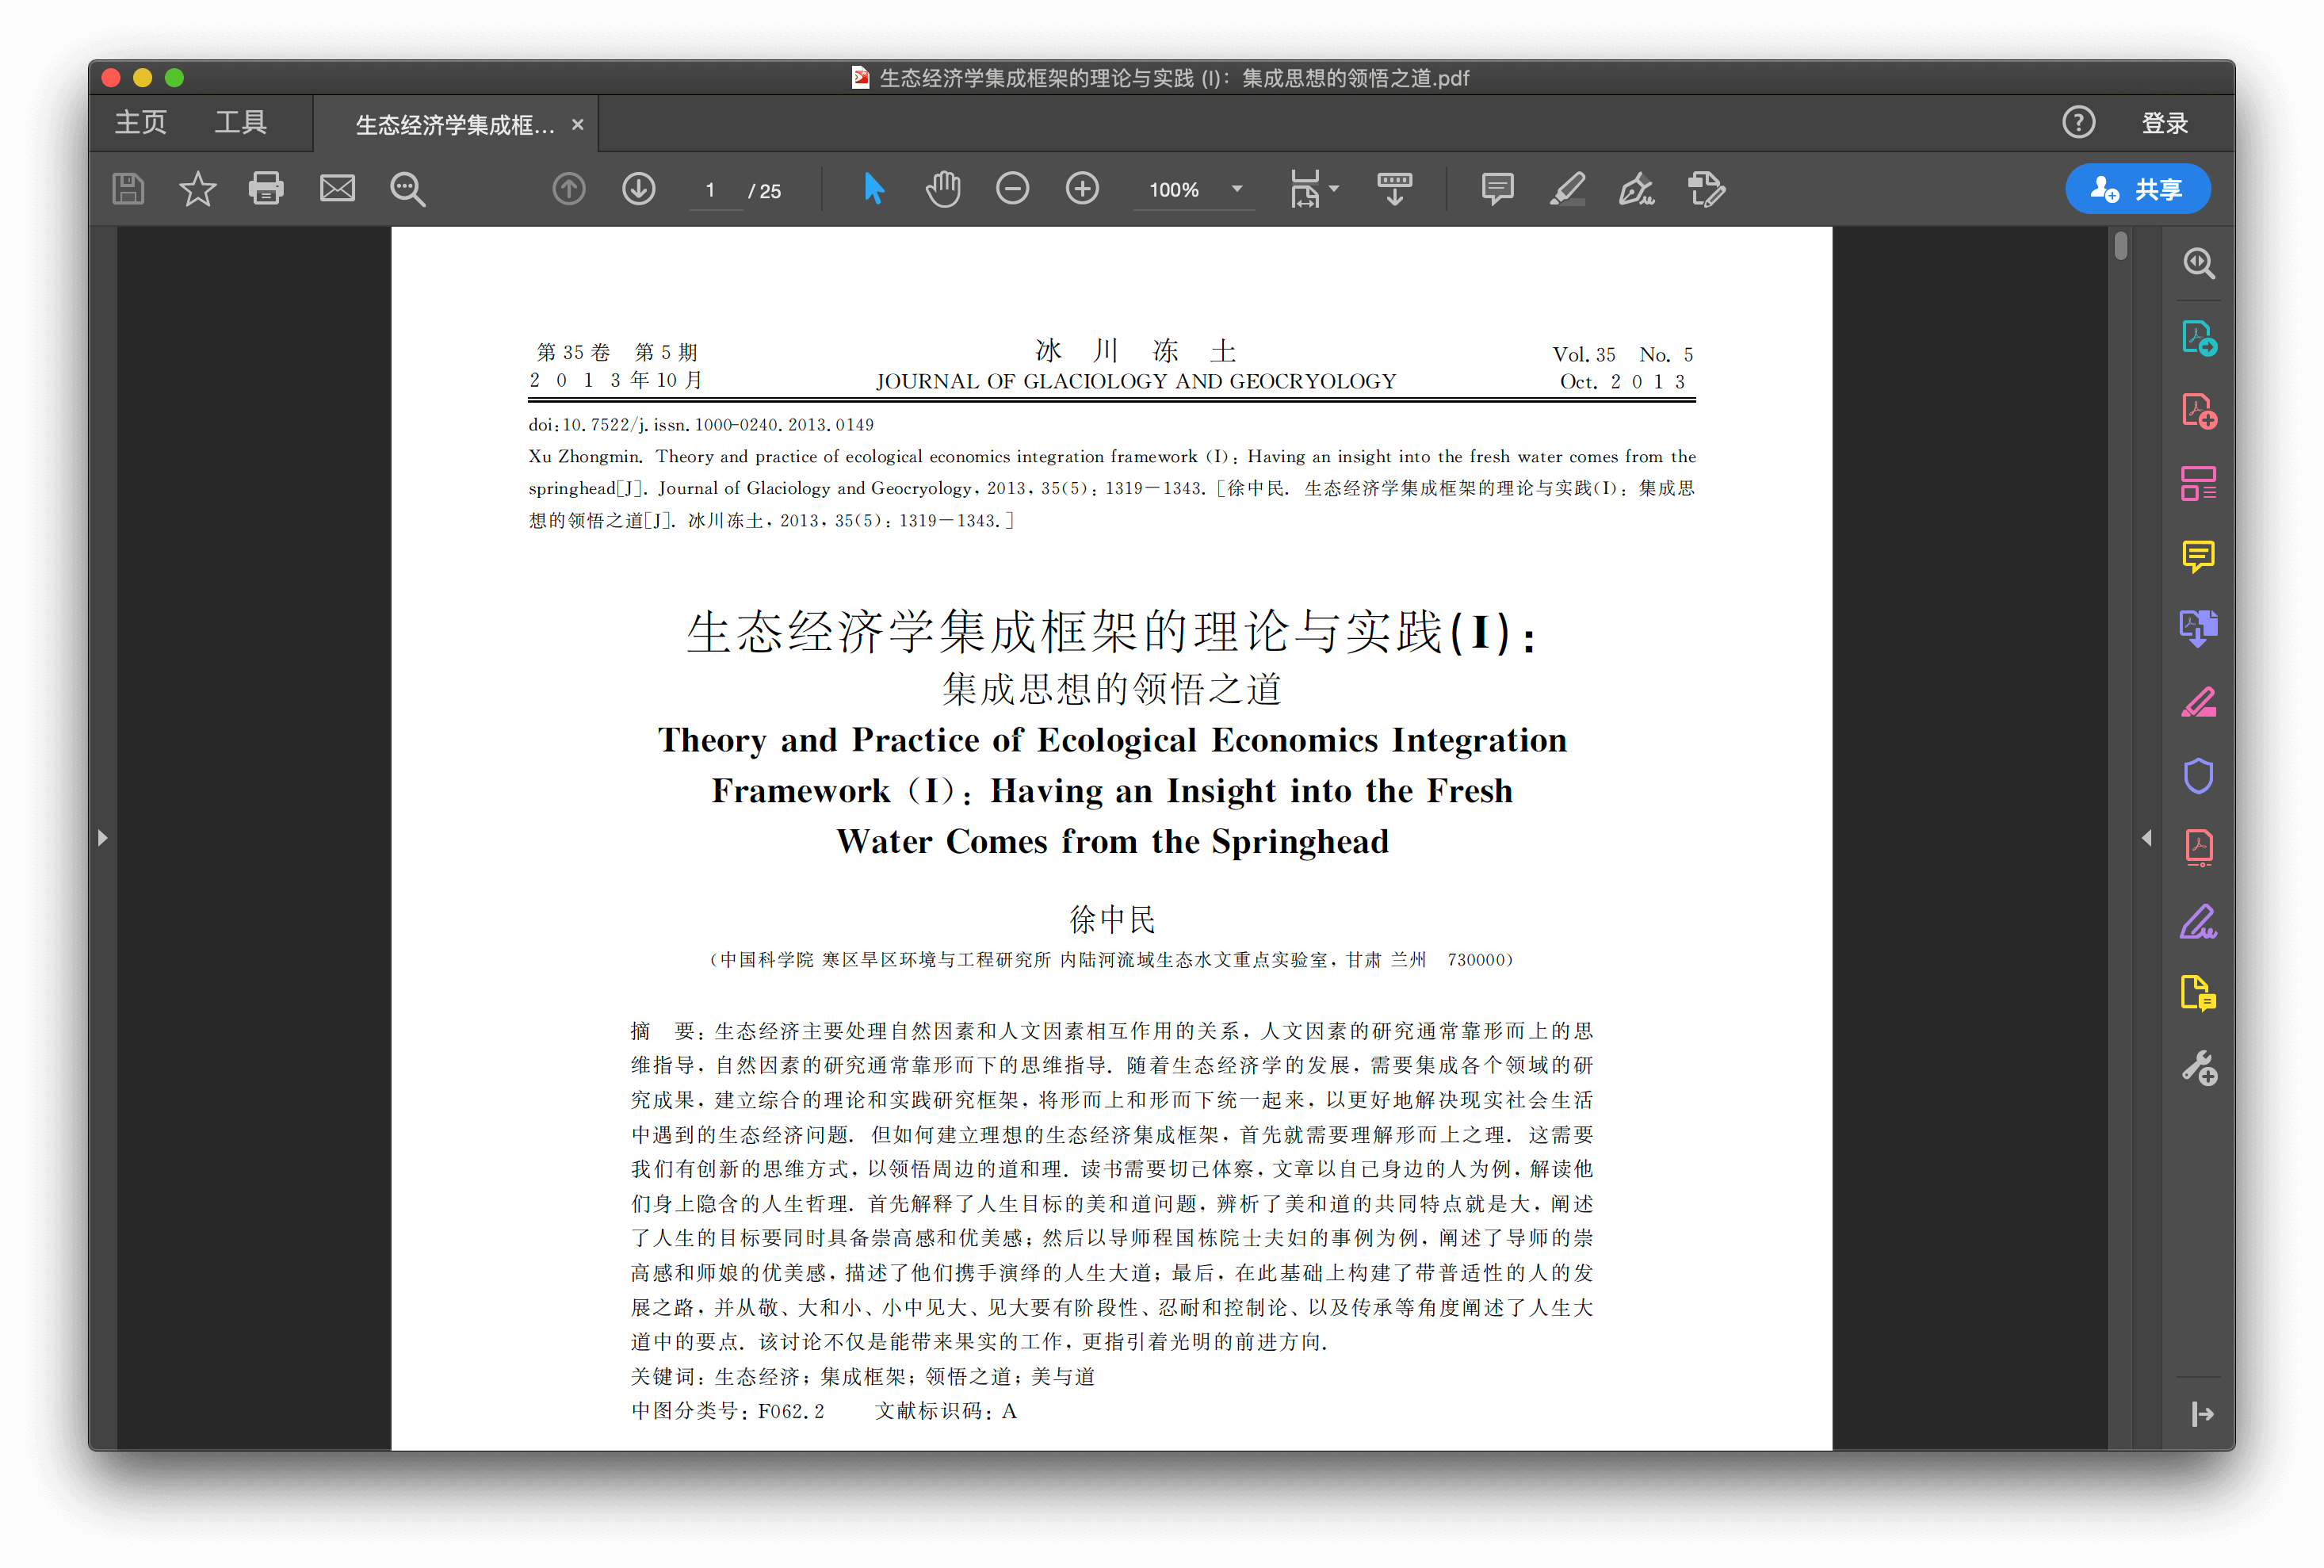 生态经济学集成框架的理论与实践 (I)：集成思想的领悟之道.pdf
主页 工具 生态经济学集成框... × ? 登录
1 / 25 100% 共享
第 35 卷 第 5 期 冰 川 冻 土 Vol. 35 No. 5
2 0 1 3 年 10 月 JOURNAL OF GLACIOLOGY AND GEOCRYOLOGY Oct. 2 0 1 3
doi:10.7522/j.issn.1000-0240.2013.0149
Xu Zhongmin. Theory and practice of ecological economics integration framework (I): Having an insight into the fresh water comes from the
springhead[J]. Journal of Glaciology and Geocryology, 2013, 35(5): 1319－1343. [徐中民. 生态经济学集成框架的理论与实践(I): 集成思
想的领悟之道[J]. 冰川冻土, 2013, 35(5): 1319－1343. ]
生态经济学集成框架的理论与实践(I):
集成思想的领悟之道
Theory and Practice of Ecological Economics Integration
Framework (I): Having an Insight into the Fresh
Water Comes from the Springhead
徐中民
(中国科学院 寒区旱区环境与工程研究所 内陆河流域生态水文重点实验室, 甘肃 兰州 730000)
摘 要: 生态经济主要处理自然因素和人文因素相互作用的关系, 人文因素的研究通常靠形而上的思
维指导, 自然因素的研究通常靠形而下的思维指导. 随着生态经济学的发展, 需要集成各个领域的研
究成果, 建立综合的理论和实践研究框架, 将形而上和形而下统一起来, 以更好地解决现实社会生活
中遇到的生态经济问题. 但如何建立理想的生态经济集成框架, 首先就需要理解形而上之理. 这需要
我们有创新的思维方式, 以领悟周边的道和理. 读书需要切己体察, 文章以自己身边的人为例, 解读他
们身上隐含的人生哲理. 首先解释了人生目标的美和道问题, 辨析了美和道的共同特点就是大, 阐述
了人生的目标要同时具备崇高感和优美感; 然后以导师程国栋院士夫妇的事例为例, 阐述了导师的崇
高感和师娘的优美感, 描述了他们携手演绎的人生大道; 最后, 在此基础上构建了带普适性的人的发
展之路, 并从敬、大和小、小中见大、见大要有阶段性、忍耐和控制论、以及传承等角度阐述了人生大
道中的要点. 该讨论不仅是能带来果实的工作, 更指引着光明的前进方向.
关键词: 生态经济; 集成框架; 领悟之道; 美与道
中图分类号: F062.2 文献标识码: A